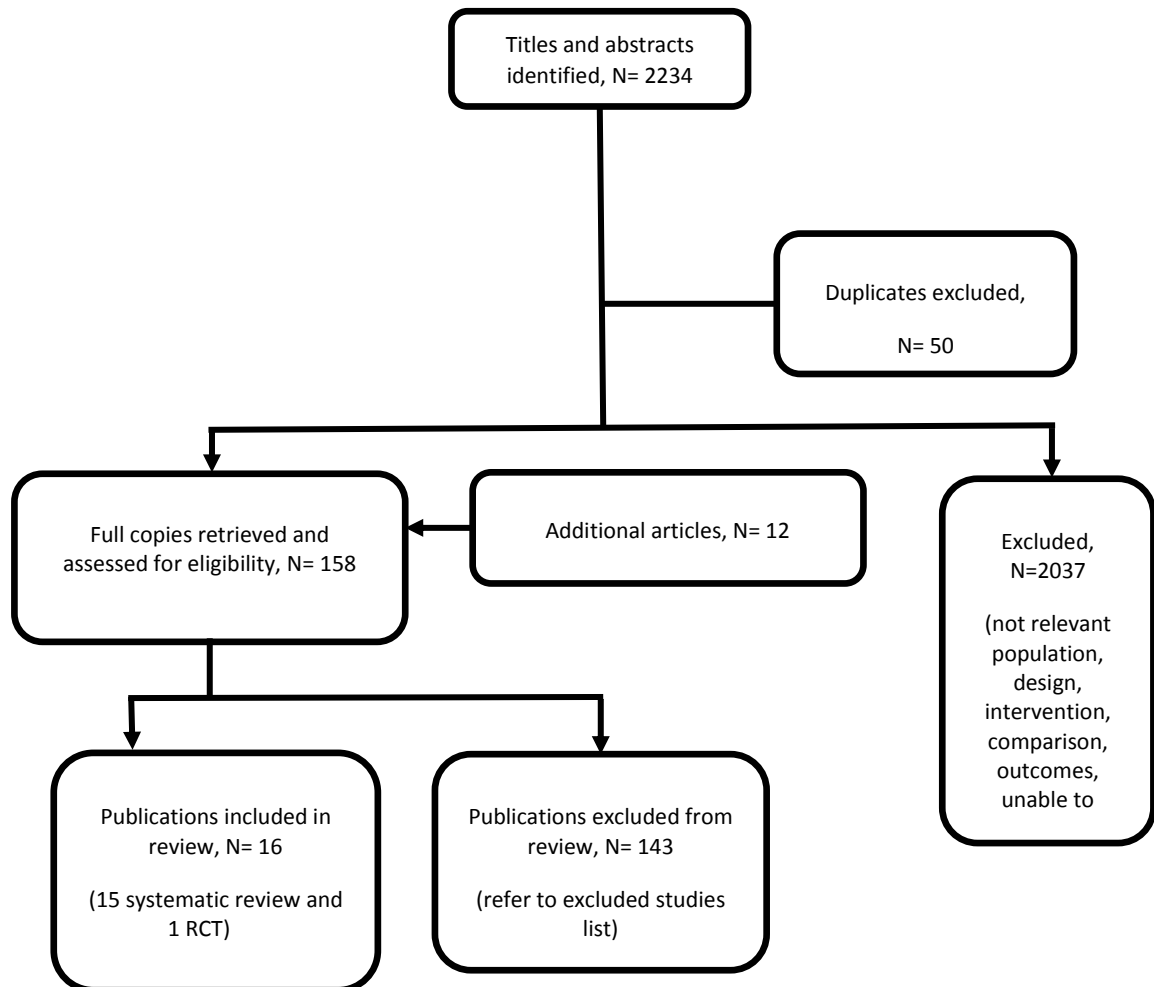 Titles and abstracts
identified, N= 2234
Duplicates excluded,
N= 50
Full copies retrieved and
assessed for eligibility, N= 158
Additional articles, N= 12
Excluded,
N=2037
(not relevant
population,
design,
intervention,
comparison,
outcomes,
unable to
Publications included in
review, N= 16
(15 systematic review and
1 RCT)
Publications excluded from
review, N= 143
(refer to excluded studies
list)